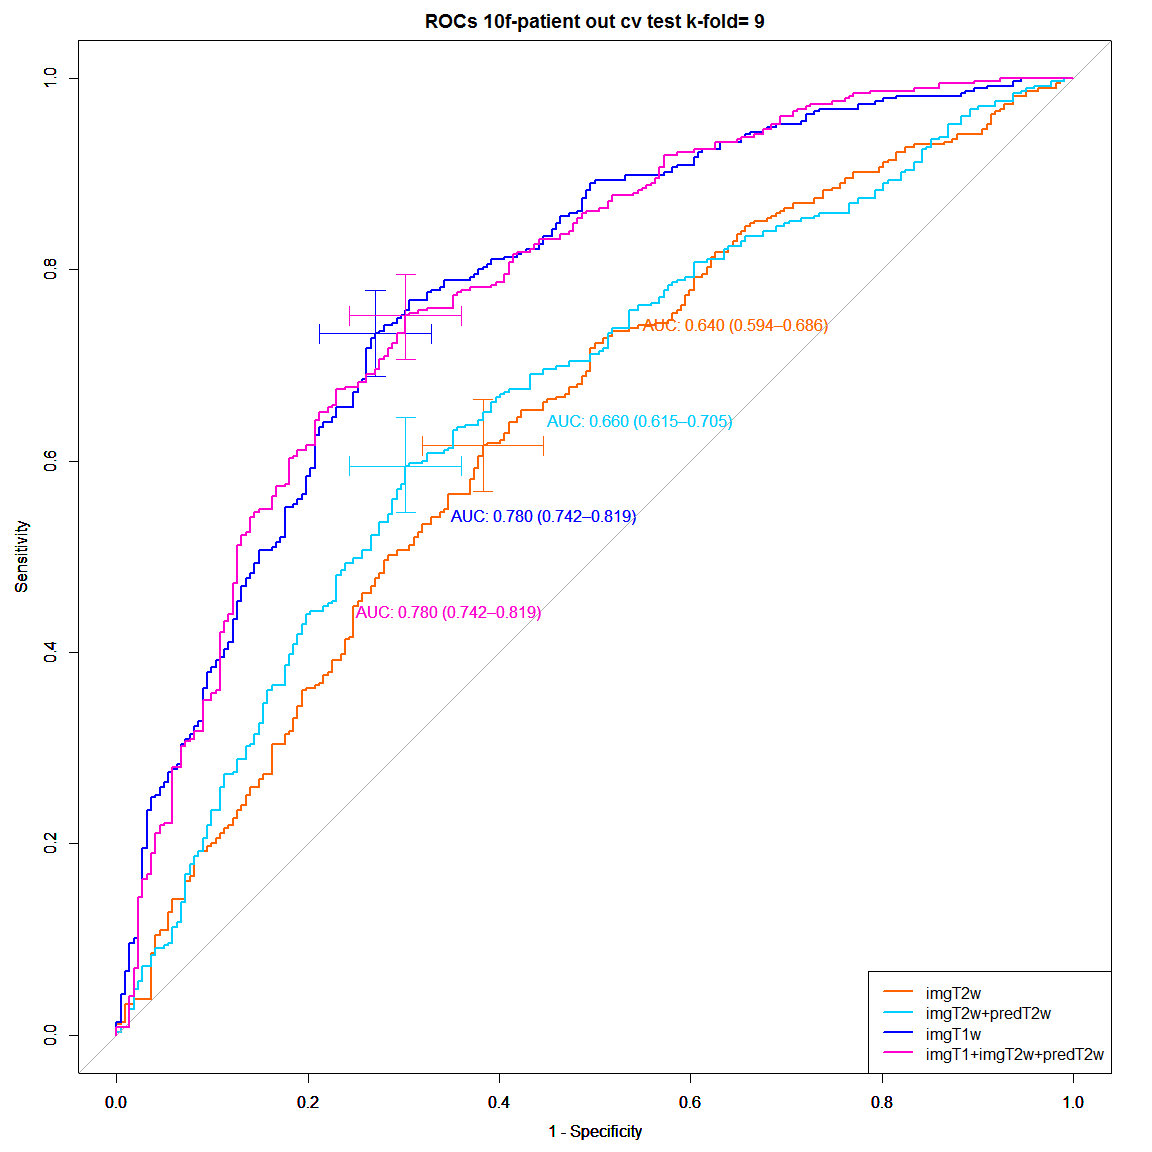 ROCs 10f-patient out cv test k-fold= 9
1.0
0.8
0.6
0.4
0.2
0.0
Sensitivity
AUC: 0.640 (0.594–0.686)
AUC: 0.660 (0.615–0.705)
AUC: 0.780 (0.742–0.819)
AUC: 0.780 (0.742–0.819)
imgT2w
imgT2w+predT2w
imgT1w
imgT1+imgT2w+predT2w
0.0 0.2 0.4 0.6 0.8 1.0
1 - Specificity